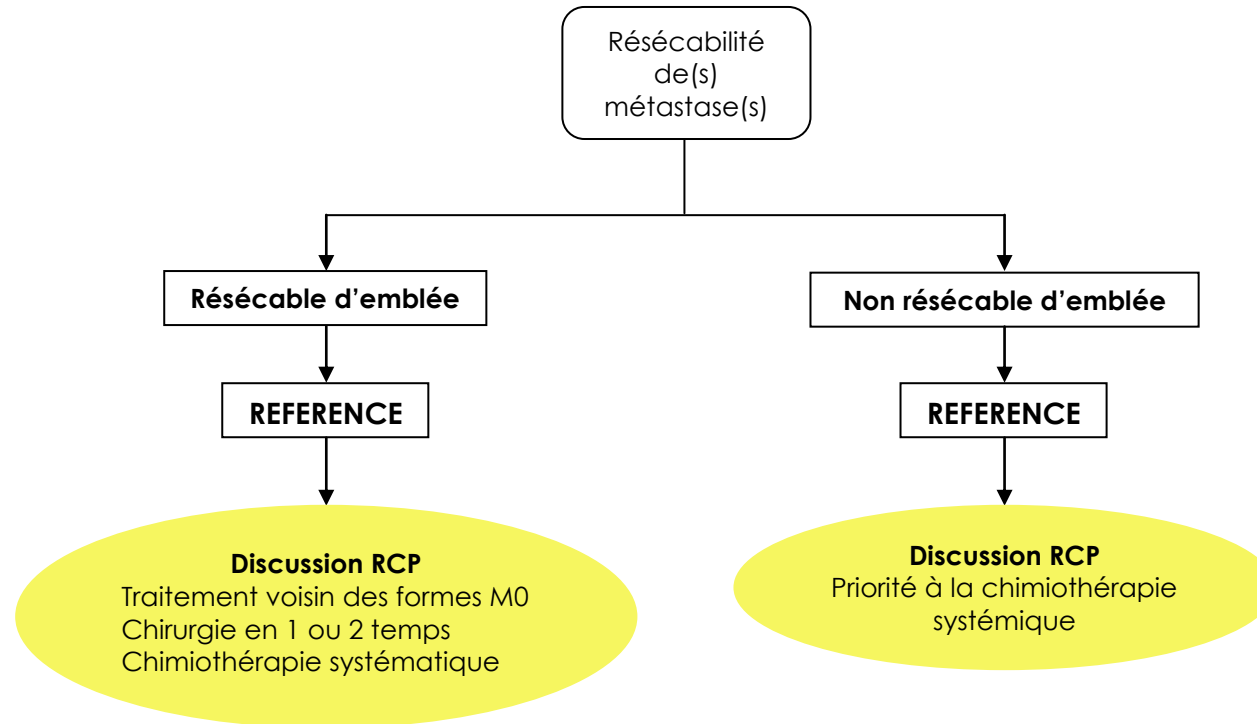 Résécabilité
de(s)
métastase(s)
Résécable d’emblée
Non résécable d’emblée
REFERENCE
REFERENCE
Discussion RCP
Traitement voisin des formes M0
Chirurgie en 1 ou 2 temps
Chimiothérapie systématique
Discussion RCP
Priorité à la chimiothérapie
systémique